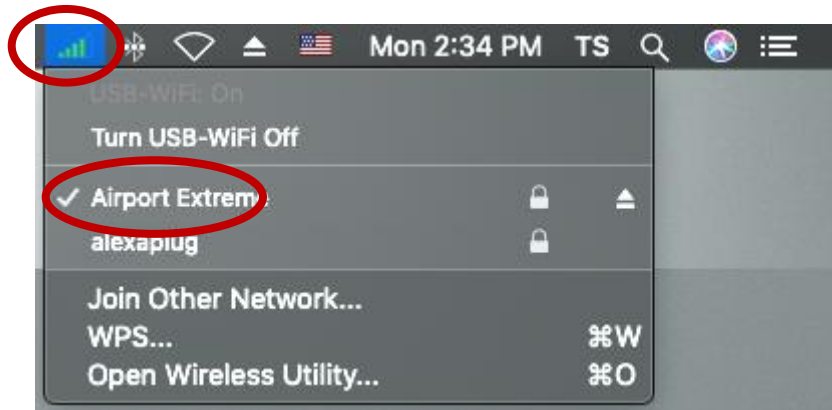 Mon 2:34 PM TS
USB-WiFi: On
Turn USB-WiFi Off
✓ Airport Extreme
alexaplug
Join Other Network...
WPS... ⌘W
Open Wireless Utility... ⌘O